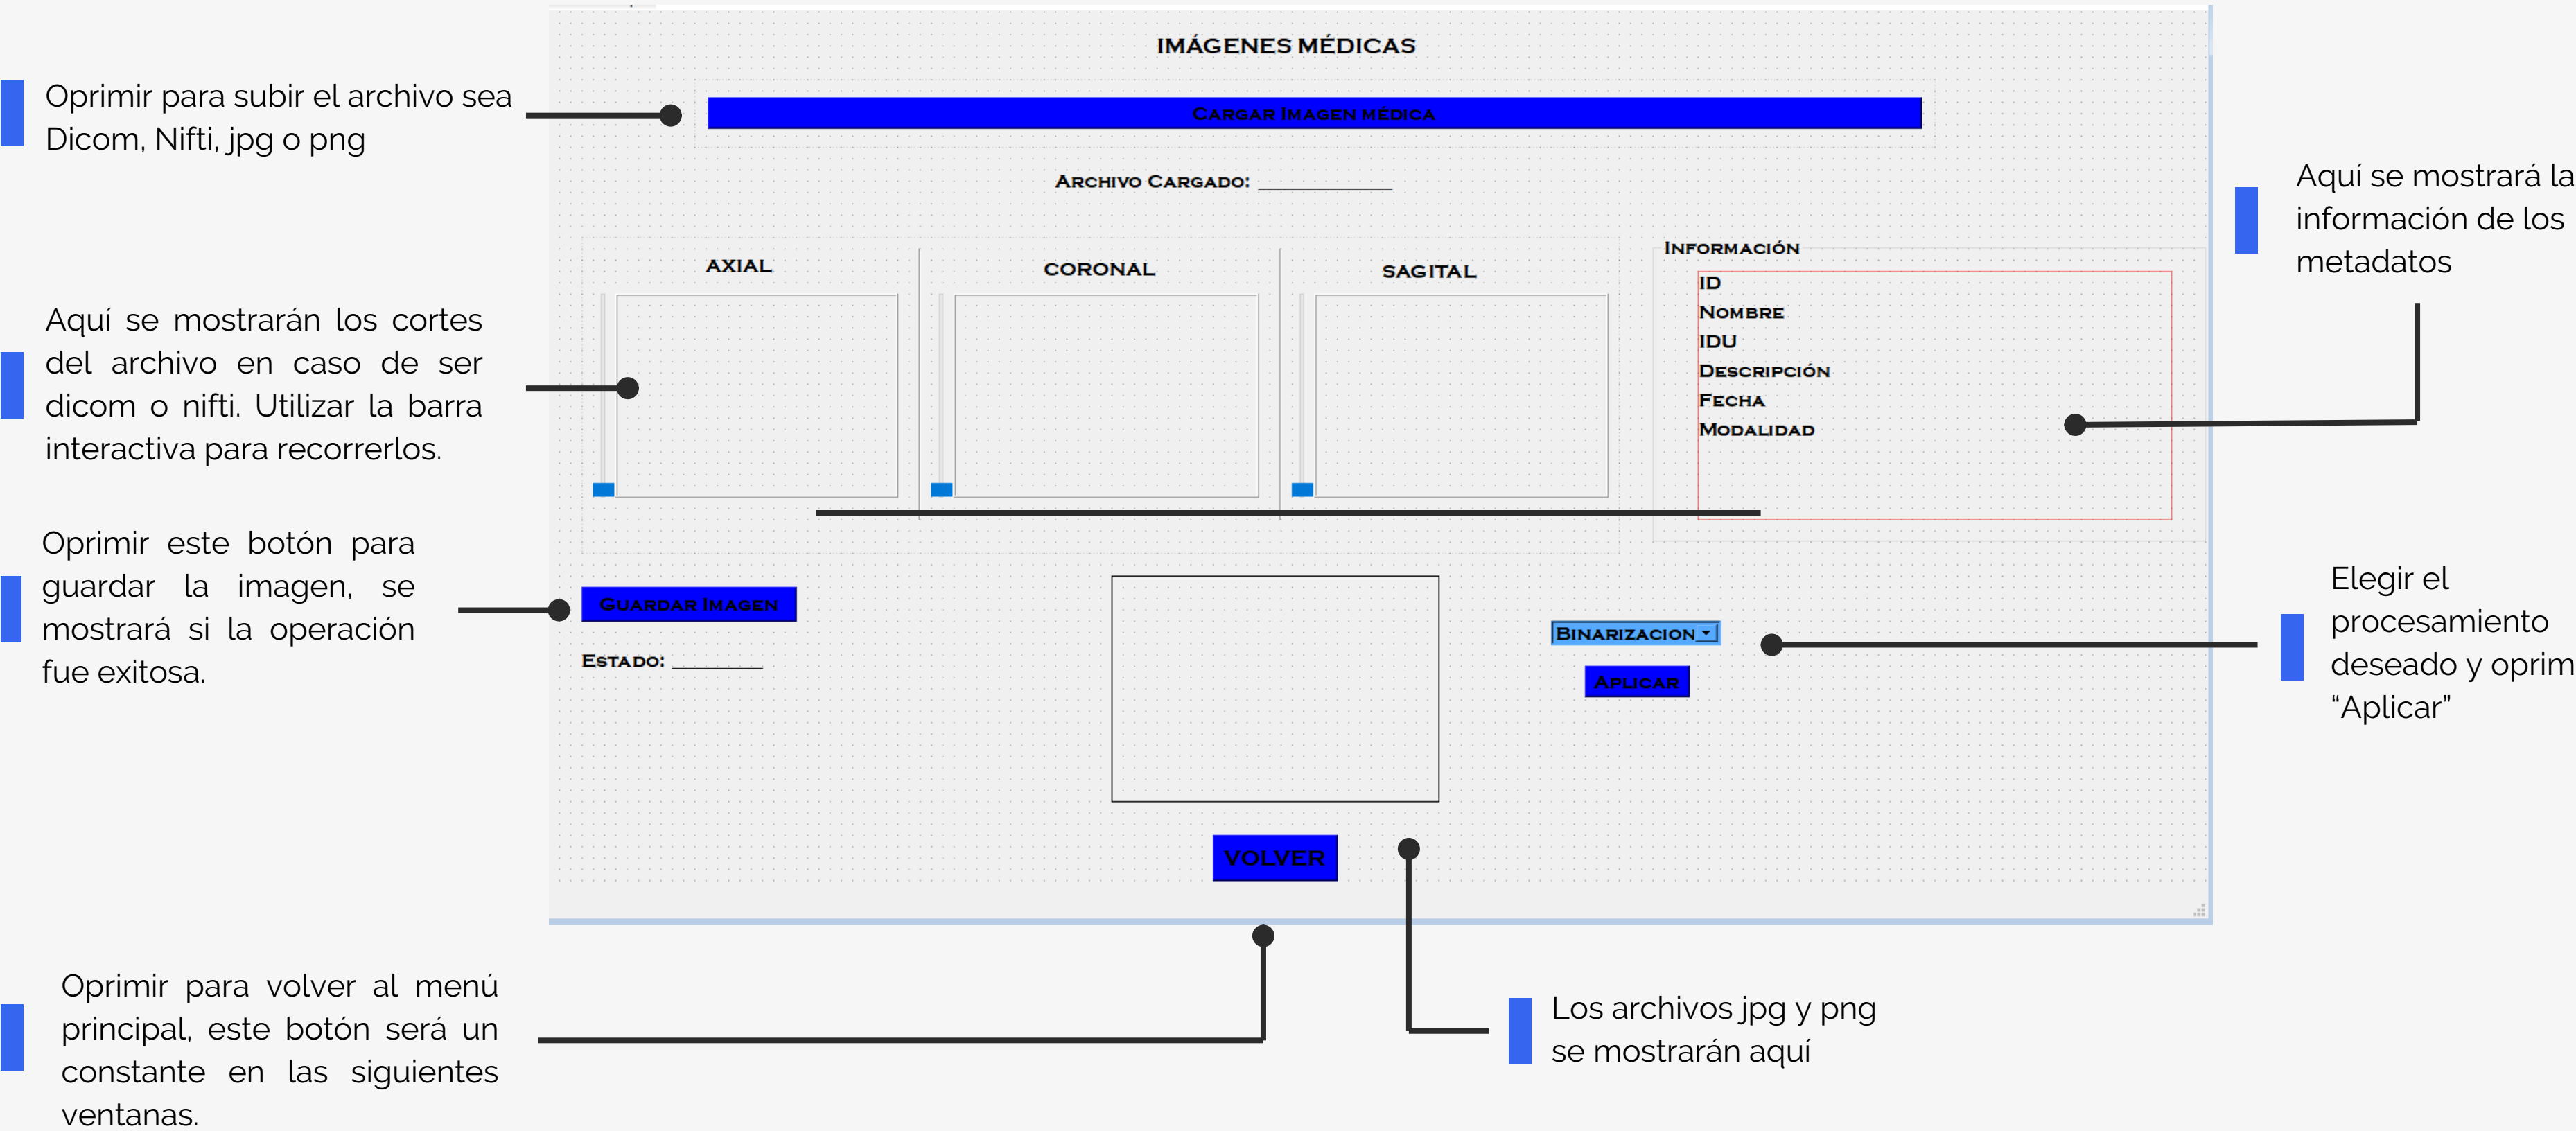 IMÁGENES MÉDICAS
Oprimir para subir el archivo sea
Dicom, Nifti, jpg o png
CARGAR IMAGEN MÉDICA
ARCHIVO CARGADO: ____________
Aquí se mostrará la
información de los
metadatos
AXIAL
CORONAL
SAGITAL
INFORMACIÓN
ID
NOMBRE
IDU
DESCRIPCIÓN
FECHA
MODALIDAD
Aquí se mostrarán los cortes
del archivo en caso de ser
dicom o nifti. Utilizar la barra
interactiva para recorrerlos.
Oprimir este botón para
guardar la imagen, se
mostrará si la operación
fue exitosa.
GUARDAR IMAGEN
ESTADO: ________
BINARIZACION
APLICAR
Elegir el
procesamiento
deseado y oprim
“Aplicar”
VOLVER
Oprimir para volver al menú
principal, este botón será un
constante en las siguientes
ventanas.
Los archivos jpg y png
se mostrarán aquí